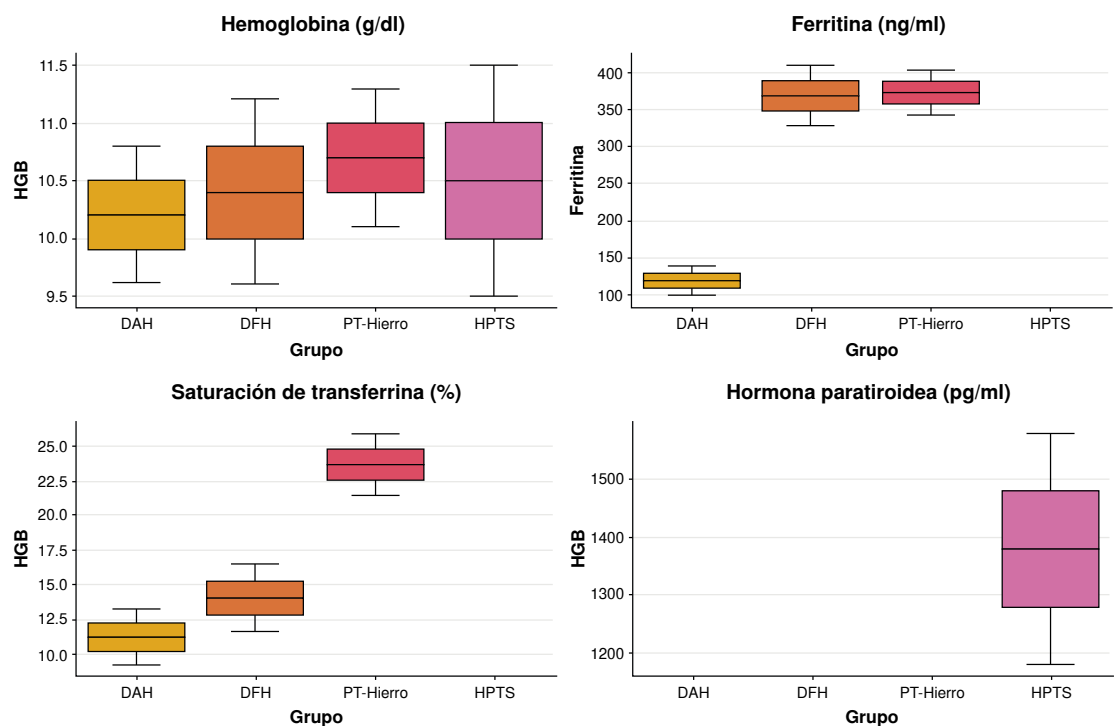 Hemoglobina (g/dl)
HGB
11.5
11.0
10.5
10.0
9.5
DAH DFH PT-Hierro HPTS
Grupo
Ferritina (ng/ml)
Ferritina
400
350
300
250
200
150
100
DAH DFH PT-Hierro HPTS
Grupo
Saturación de transferrina (%)
HGB
25.0
22.5
20.0
17.5
15.0
12.5
10.0
DAH DFH PT-Hierro HPTS
Grupo
Hormona paratiroidea (pg/ml)
HGB
1500
1400
1300
1200
DAH DFH PT-Hierro HPTS
Grupo